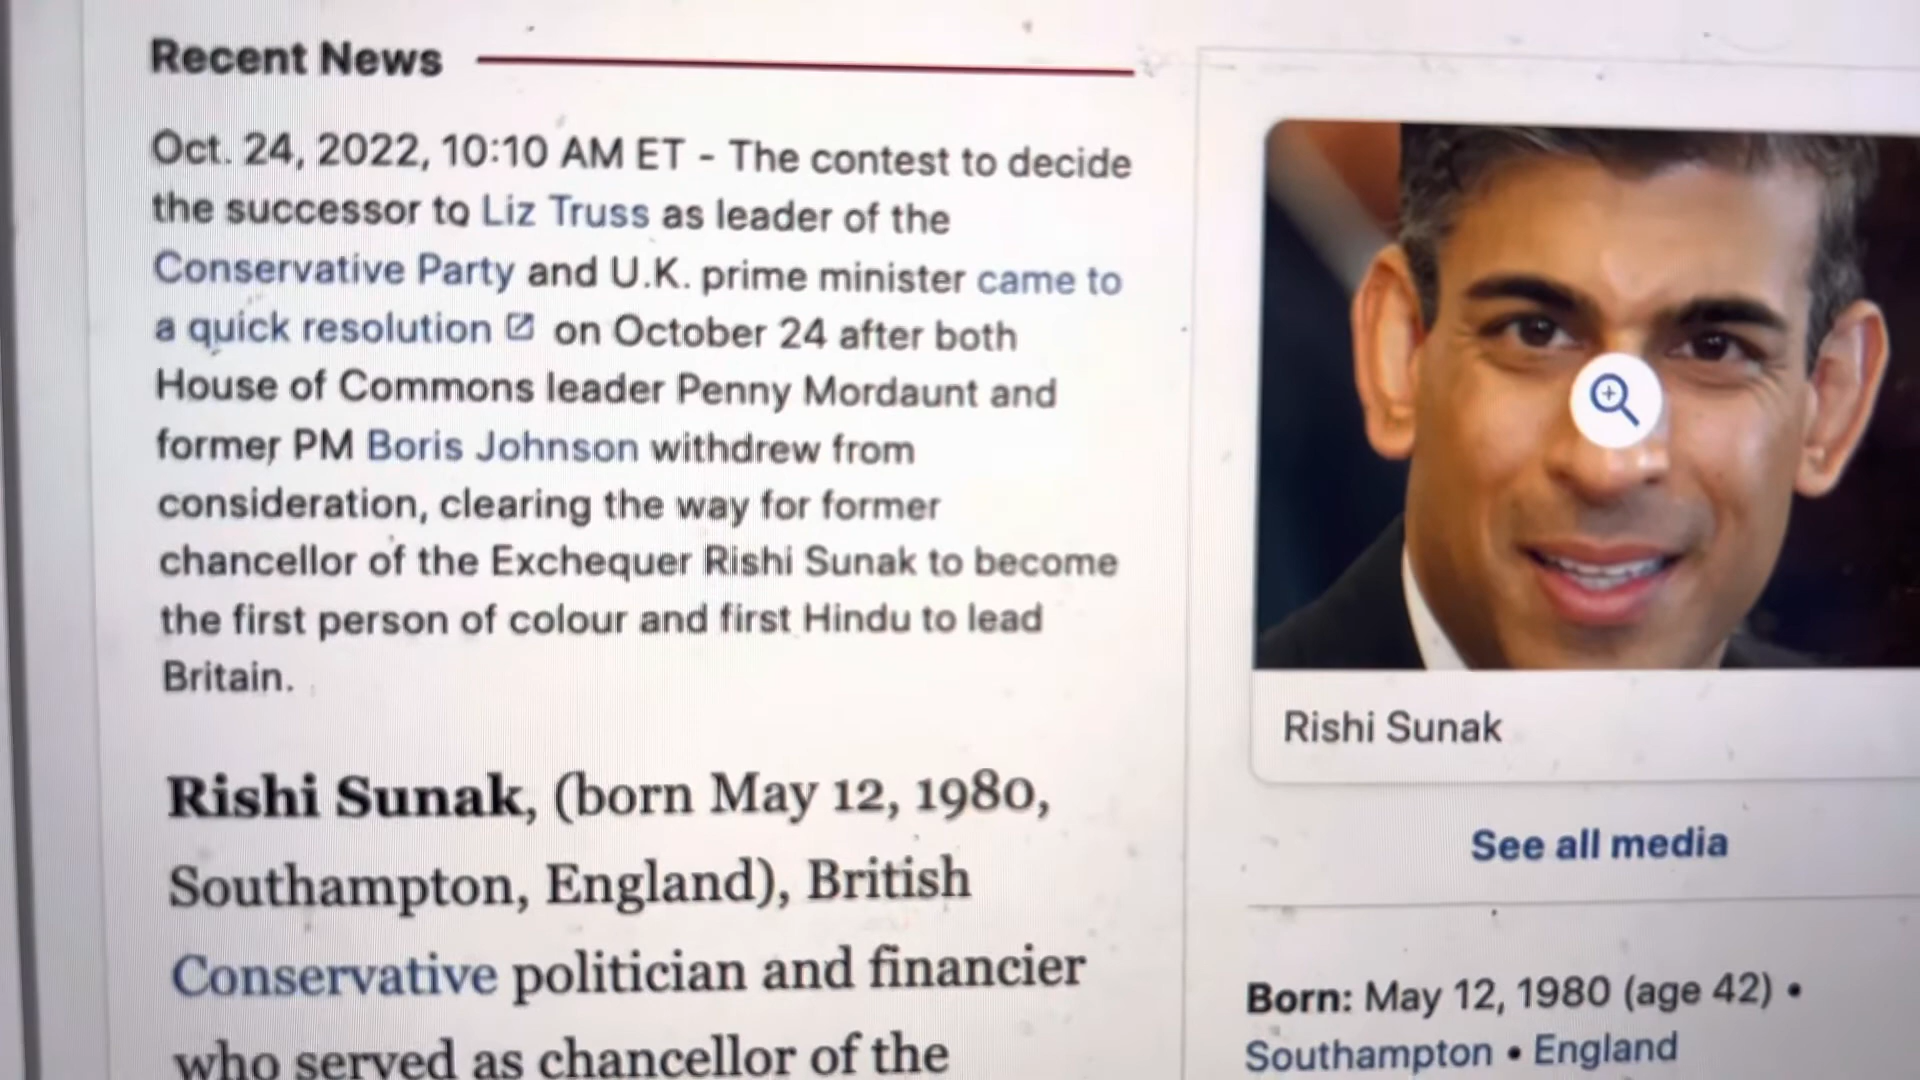 Recent News
Oct. 24, 2022, 10:10 AM ET - The contest to decide
the successor to Liz Truss as leader of the
Conservative Party and U.K. prime minister came to
a quick resolution on October 24 after both
House of Commons leader Penny Mordaunt and
former PM Boris Johnson withdrew from
consideration, clearing the way for former
chancellor of the Exchequer Rishi Sunak to become
the first person of colour and first Hindu to lead
Britain.
Rishi Sunak, (born May 12, 1980,
Southampton, England), British
Conservative politician and financier
who served as chancellor of the
Rishi Sunak
See all media
Born: May 12, 1980 (age 42) •
Southampton • England